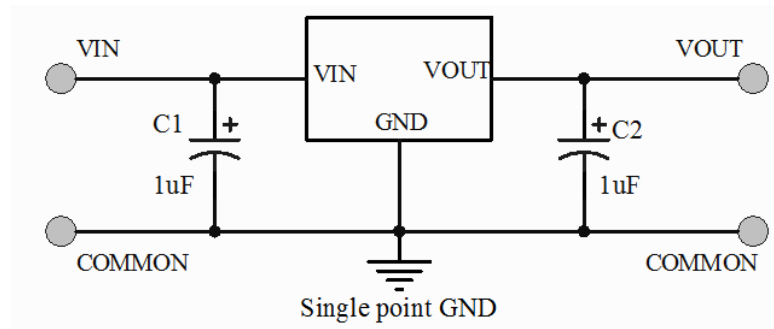 VIN
VOUT
VIN
VOUT
C1
+
GND
+
C2
1uF
1uF
COMMON
COMMON
Single point GND